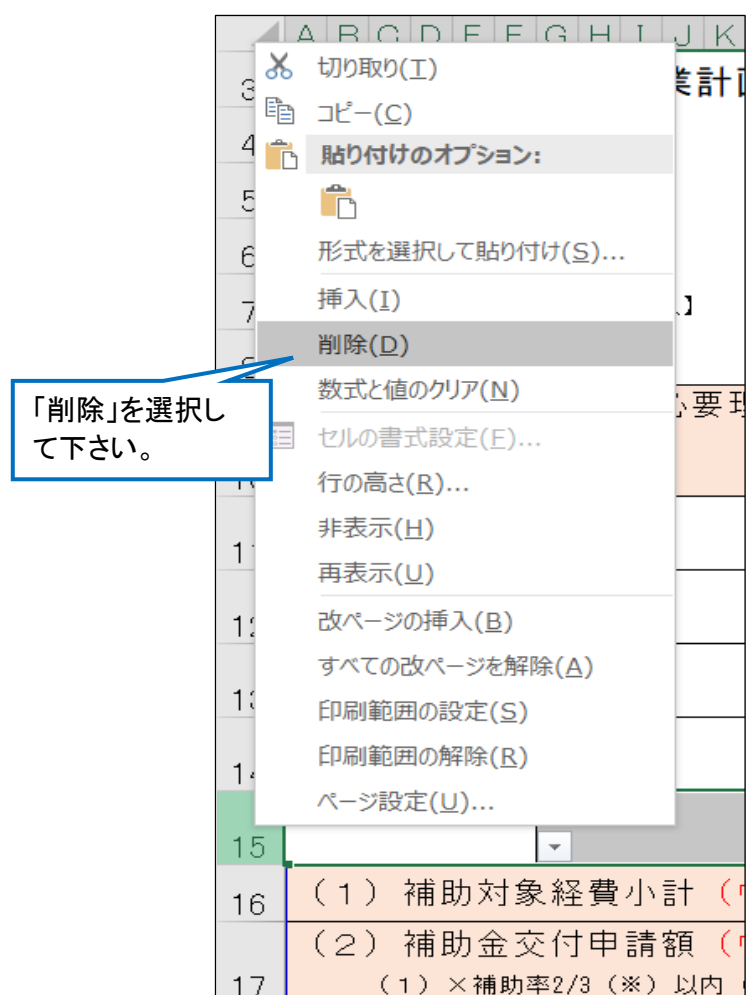 A B C D E F G H I J K
3
業計
4
5
6
7
】
切り取り(T)
コピー(C)
貼り付けのオプション:
形式を選択して貼り付け(S)...
挿入(I)
削除(D)
数式と値のクリア(N)
セルの書式設定(F)...
行の高さ(R)...
非表示(H)
再表示(U)
改ページの挿入(B)
すべての改ページを解除(A)
印刷範囲の設定(S)
印刷範囲の解除(R)
ページ設定(U)...
「削除」を選択し
て下さい。
要
15
16 （１）補助対象経費小計（
（２）補助金交付申請額（
17 （１）×補助率2/3（※）以内